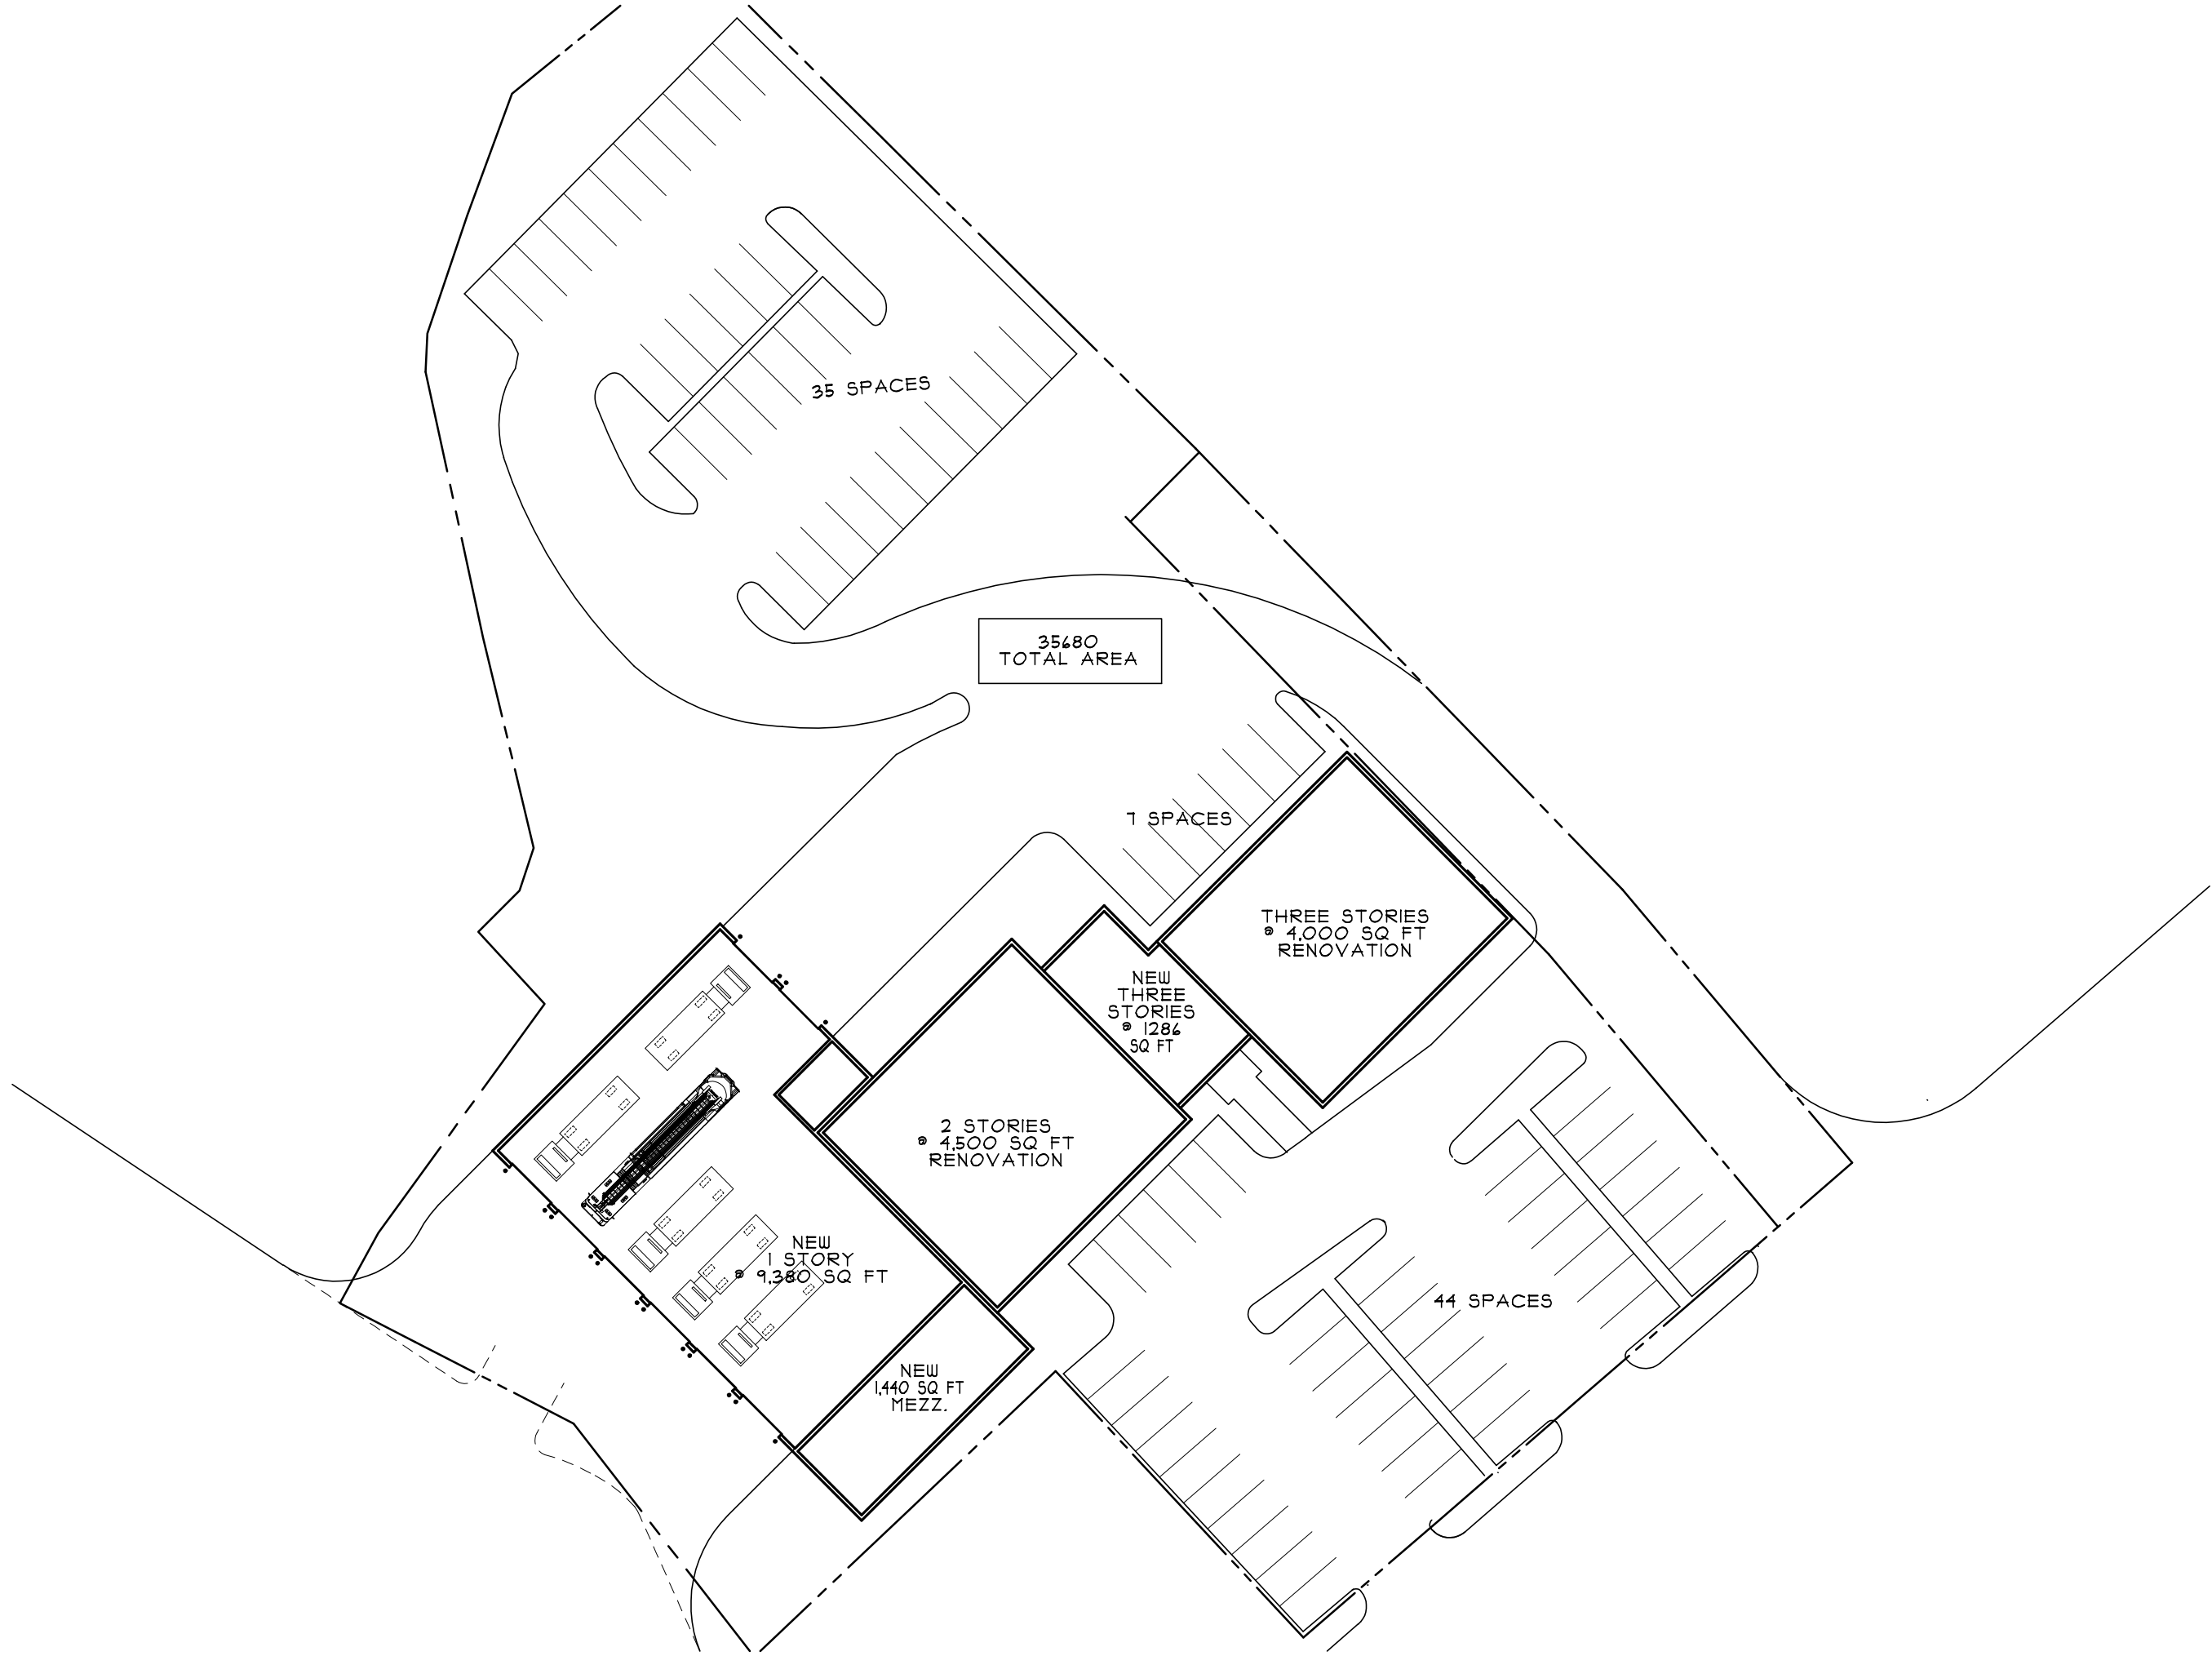 35 SPACES
35680
TOTAL AREA
7 SPACES
THREE STORIES
@ 4,000 SQ FT
RENOVATION
NEW
THREE
STORIES
@ 1286
SQ FT
2 STORIES
@ 4,500 SQ FT
RENOVATION
NEW
1 STORY
@ 9,380 SQ FT
44 SPACES
NEW
1,440 SQ FT
MEZZ.